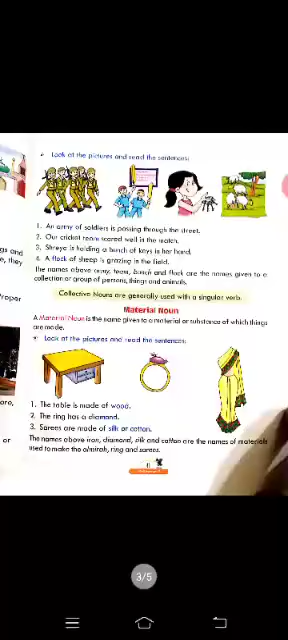 Look at the pictures and read the sentences:
1. An army of soldiers is passing through the street.
2. Our cricket team scored well in the match.
3. Shreya is holding a bunch of keys in her hand.
4. A flock of sheep is grazing in the field.
The names above army, team, bunch and flock are the names given to a
collection or group of persons, things and animals.
Collective Nouns are generally used with a singular verb.
Material Noun
A Material Noun is the name given to a material or substance of which things
are made.
Look at the pictures and read the sentences:
1. The table is made of wood.
2. The ring has a diamond.
3. Sarees are made of silk or cotton.
The names above iron, diamond, silk and cotton are the names of materials
used to make the almirah, ring and sarees.
gs and
e, they
roper
ore,
or
3/5